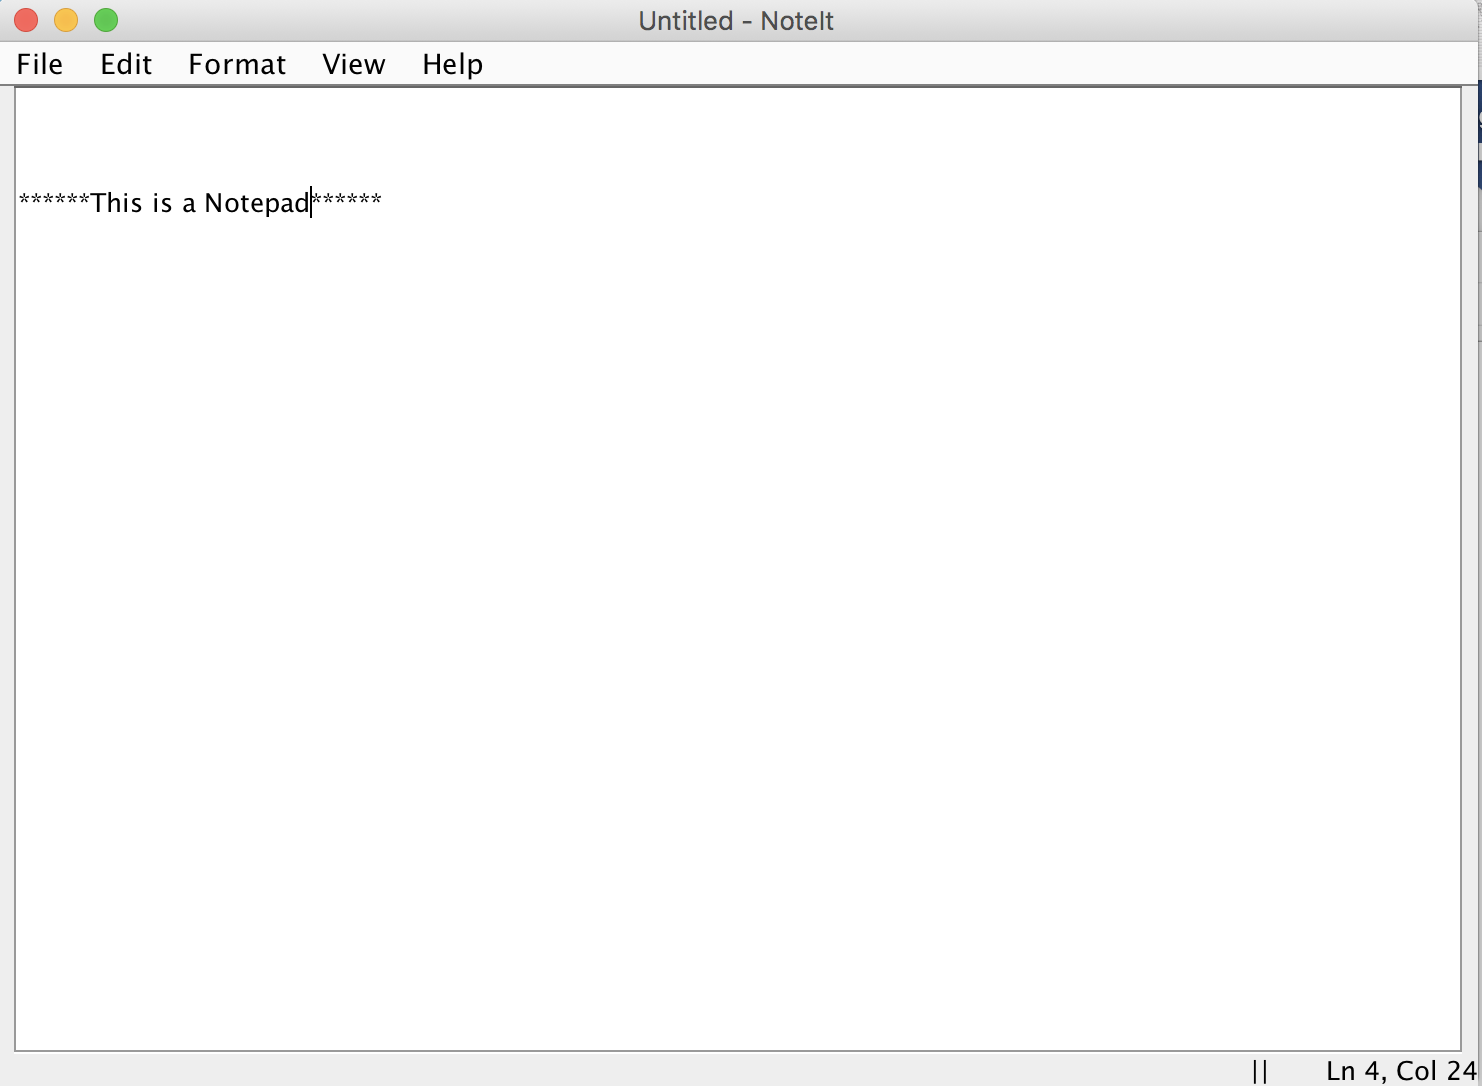 Untitled - NoteIt
File Edit Format View Help
******This is a Notepad******
|| Ln 4, Col 24